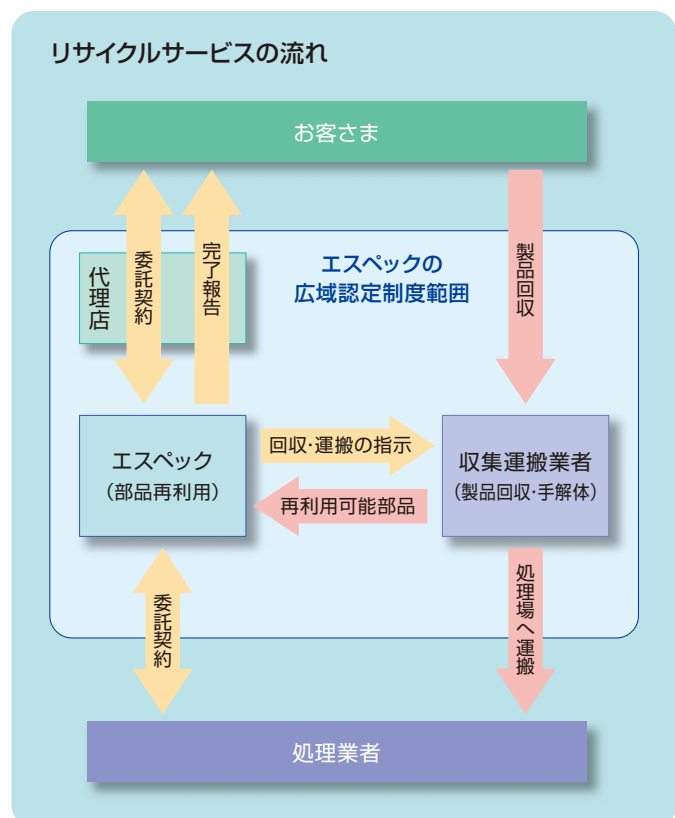 リサイクルサービスの流れ
お客さま
委託契約
完了報告
製品回収
代理店
エスペックの
広域認定制度範囲
エスペック
（部品再利用）
回収・運搬の指示
再利用可能部品
収集運搬業者
（製品回収・手解体）
委託契約
処理場へ運搬
処理業者